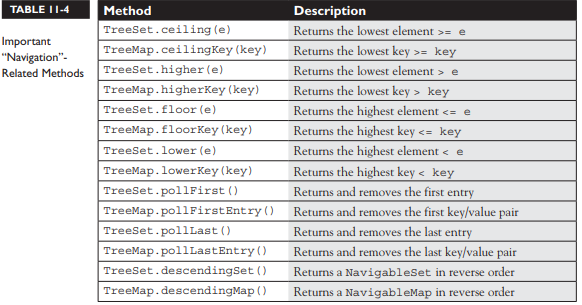 TABLE 11-4
Important
“Navigation”-
Related Methods
Method Description
TreeSet.ceiling(e) Returns the lowest element >= e
TreeMap.ceilingKey(key) Returns the lowest key >= key
TreeSet.higher(e) Returns the lowest element > e
TreeMap.higherKey(key) Returns the lowest key > key
TreeSet.floor(e) Returns the highest element <= e
TreeMap.floorKey(key) Returns the highest key <= key
TreeSet.lower(e) Returns the highest element < e
TreeMap.lowerKey(key) Returns the highest key < key
TreeSet.pollFirst() Returns and removes the first entry
TreeMap.pollFirstEntry() Returns and removes the first key/value pair
TreeSet.pollLast() Returns and removes the last entry
TreeMap.pollLastEntry() Returns and removes the last key/value pair
TreeSet.descendingSet() Returns a NavigableSet in reverse order
TreeMap.descendingMap() Returns a NavigableMap in reverse order